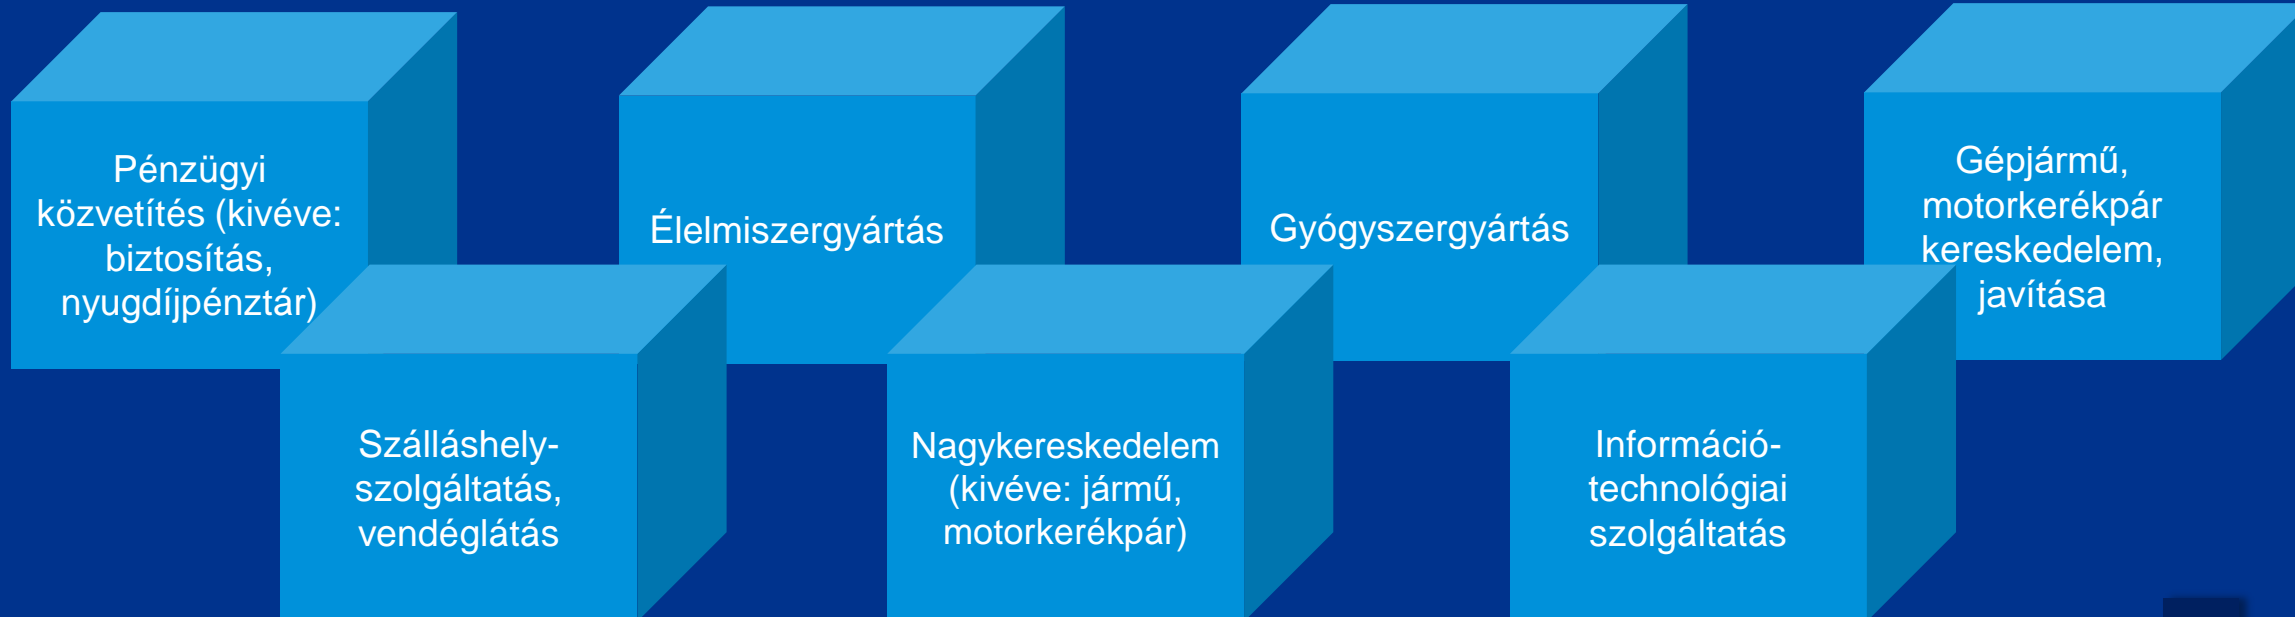 Pénzügyi
közvetítés (kivéve:
biztosítás,
nyugdíjpénztár)
Élelmiszergyártás
Gyógyszergyártás
Gépjármű,
motorkerékpár
kereskedelem,
javítása
Szálláshely-
szolgáltatás,
vendéglátás
Nagykereskedelem
(kivéve: jármű,
motorkerékpár)
Információ-
technológiai
szolgáltatás